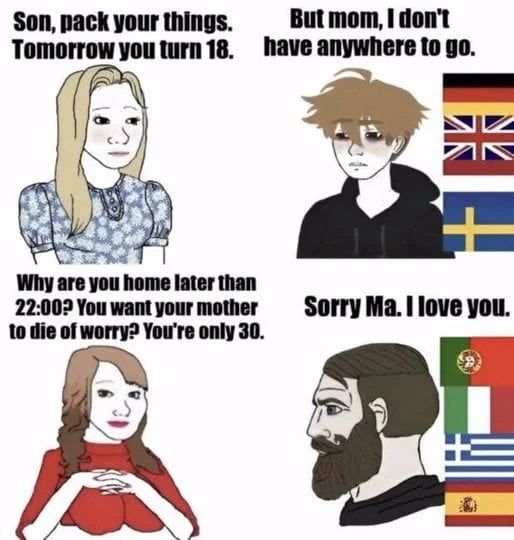 Son, pack your things.
Tomorrow you turn 18.
But mom, I don't
have anywhere to go.
Why are you home later than
22:00? You want your mother
to die of worry? You're only 30.
Sorry Ma. I love you.